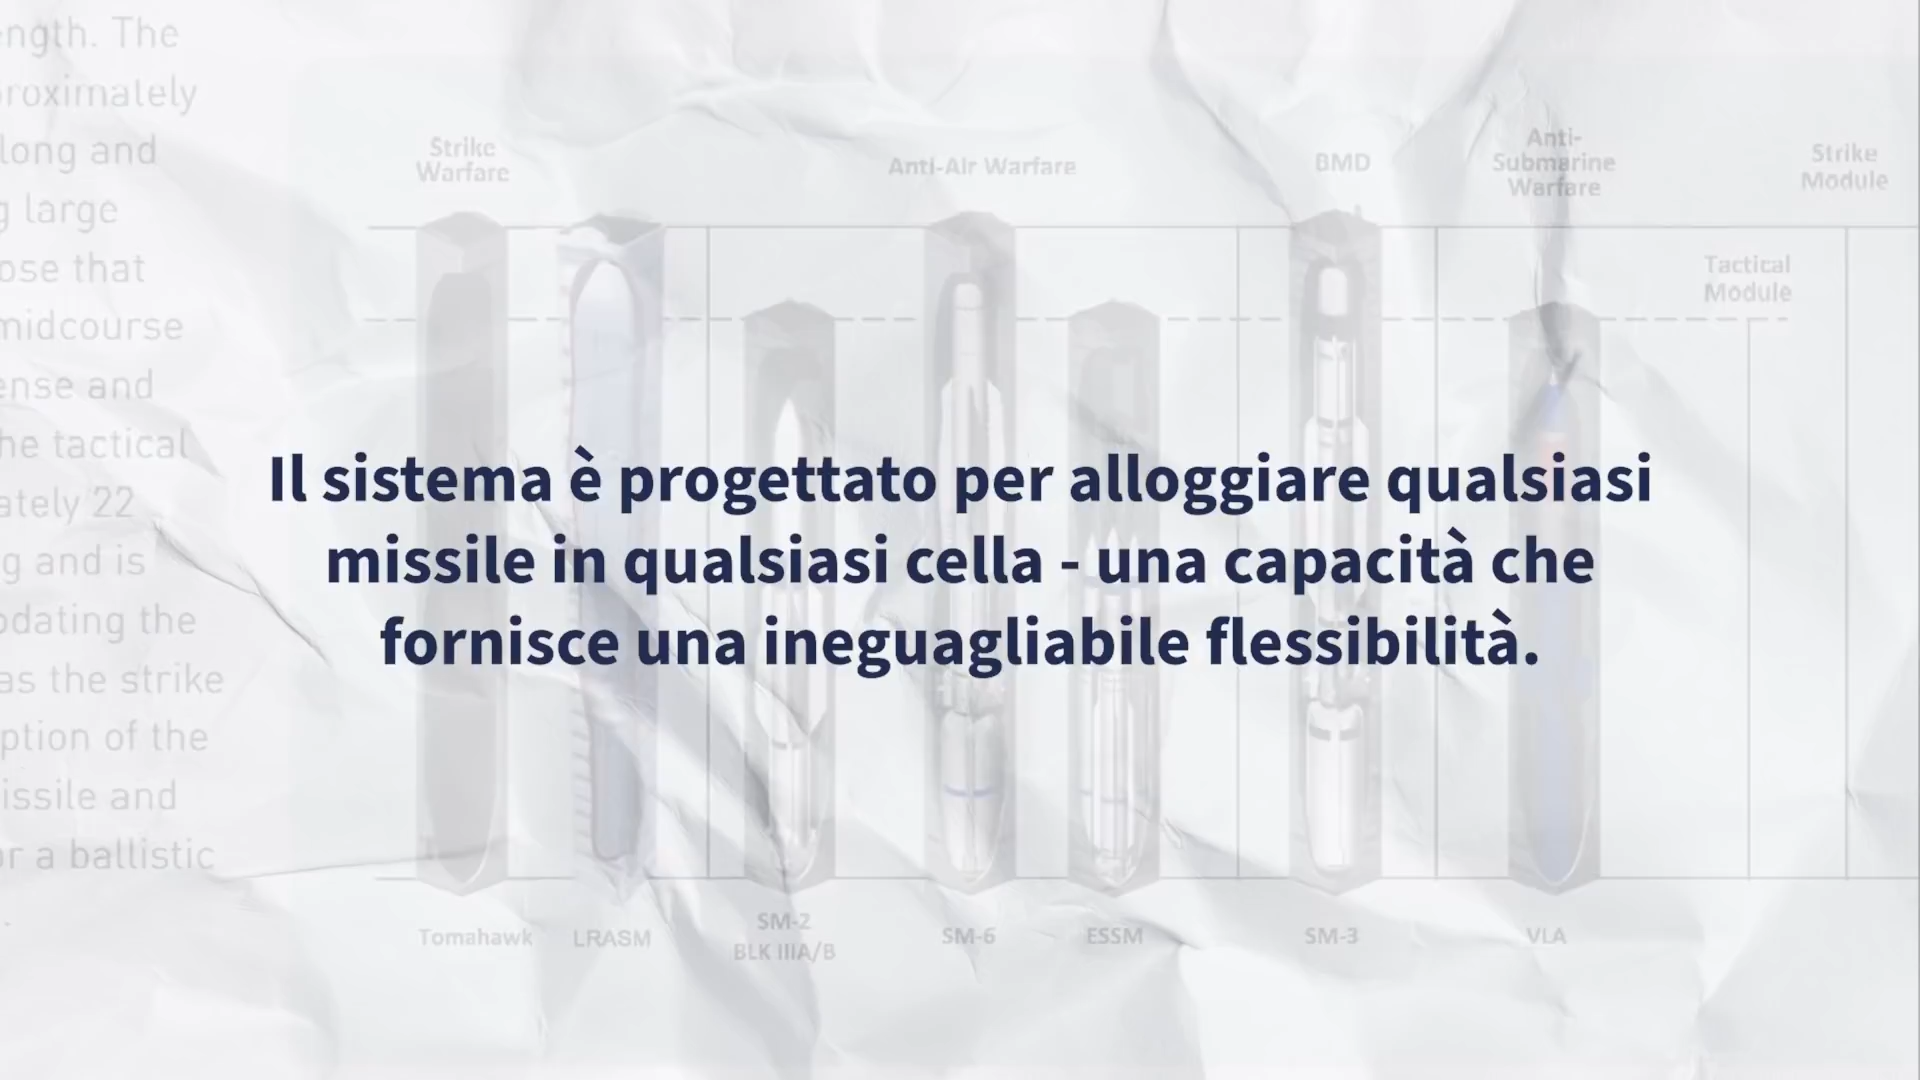 ngth. The
roximately
long and
g large
ose that
midcourse
ense and
he tactical
ately 22
g and is
odating the
as the strike
ption of the
issile and
or a ballistic
Strike
Warfare
Anti-Air Warfare
BMD
Anti-
Submarine
Warfare
Strike
Module
Tactical
Module
Il sistema è progettato per alloggiare qualsiasi
missile in qualsiasi cella - una capacità che
fornisce una ineguagliabile flessibilità.
Tomahawk
LRASM
SM-2
BLK IIIA/B
SM-6
ESSM
SM-3
VLA